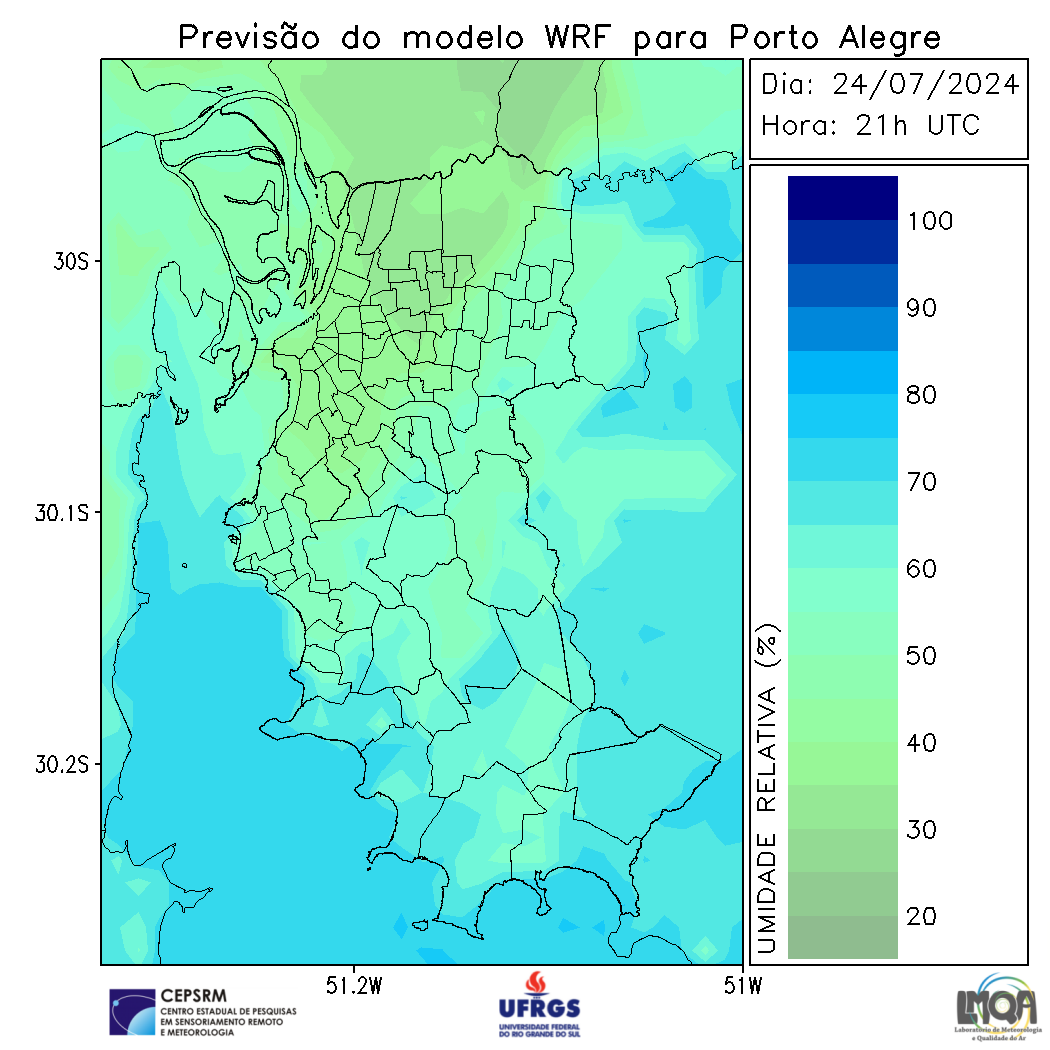 Previsão do modelo WRF para Porto Alegre
Dia: 24/07/2024
Hora: 21h UTC
100
90
80
70
60
50
40
30
20
UMIDADE RELATIVA (%)
30S
30.1S
30.2S
51.2W
51W
CEPSRM
CENTRO ESTADUAL DE PESQUISAS
EM SENSORIAMENTO REMOTO
E METEOROLOGIA
UFRGS
UNIVERSIDADE FEDERAL
DO RIO GRANDE DO SUL
LMQA
Laboratório de Meteorologia
e Qualidade do Ar